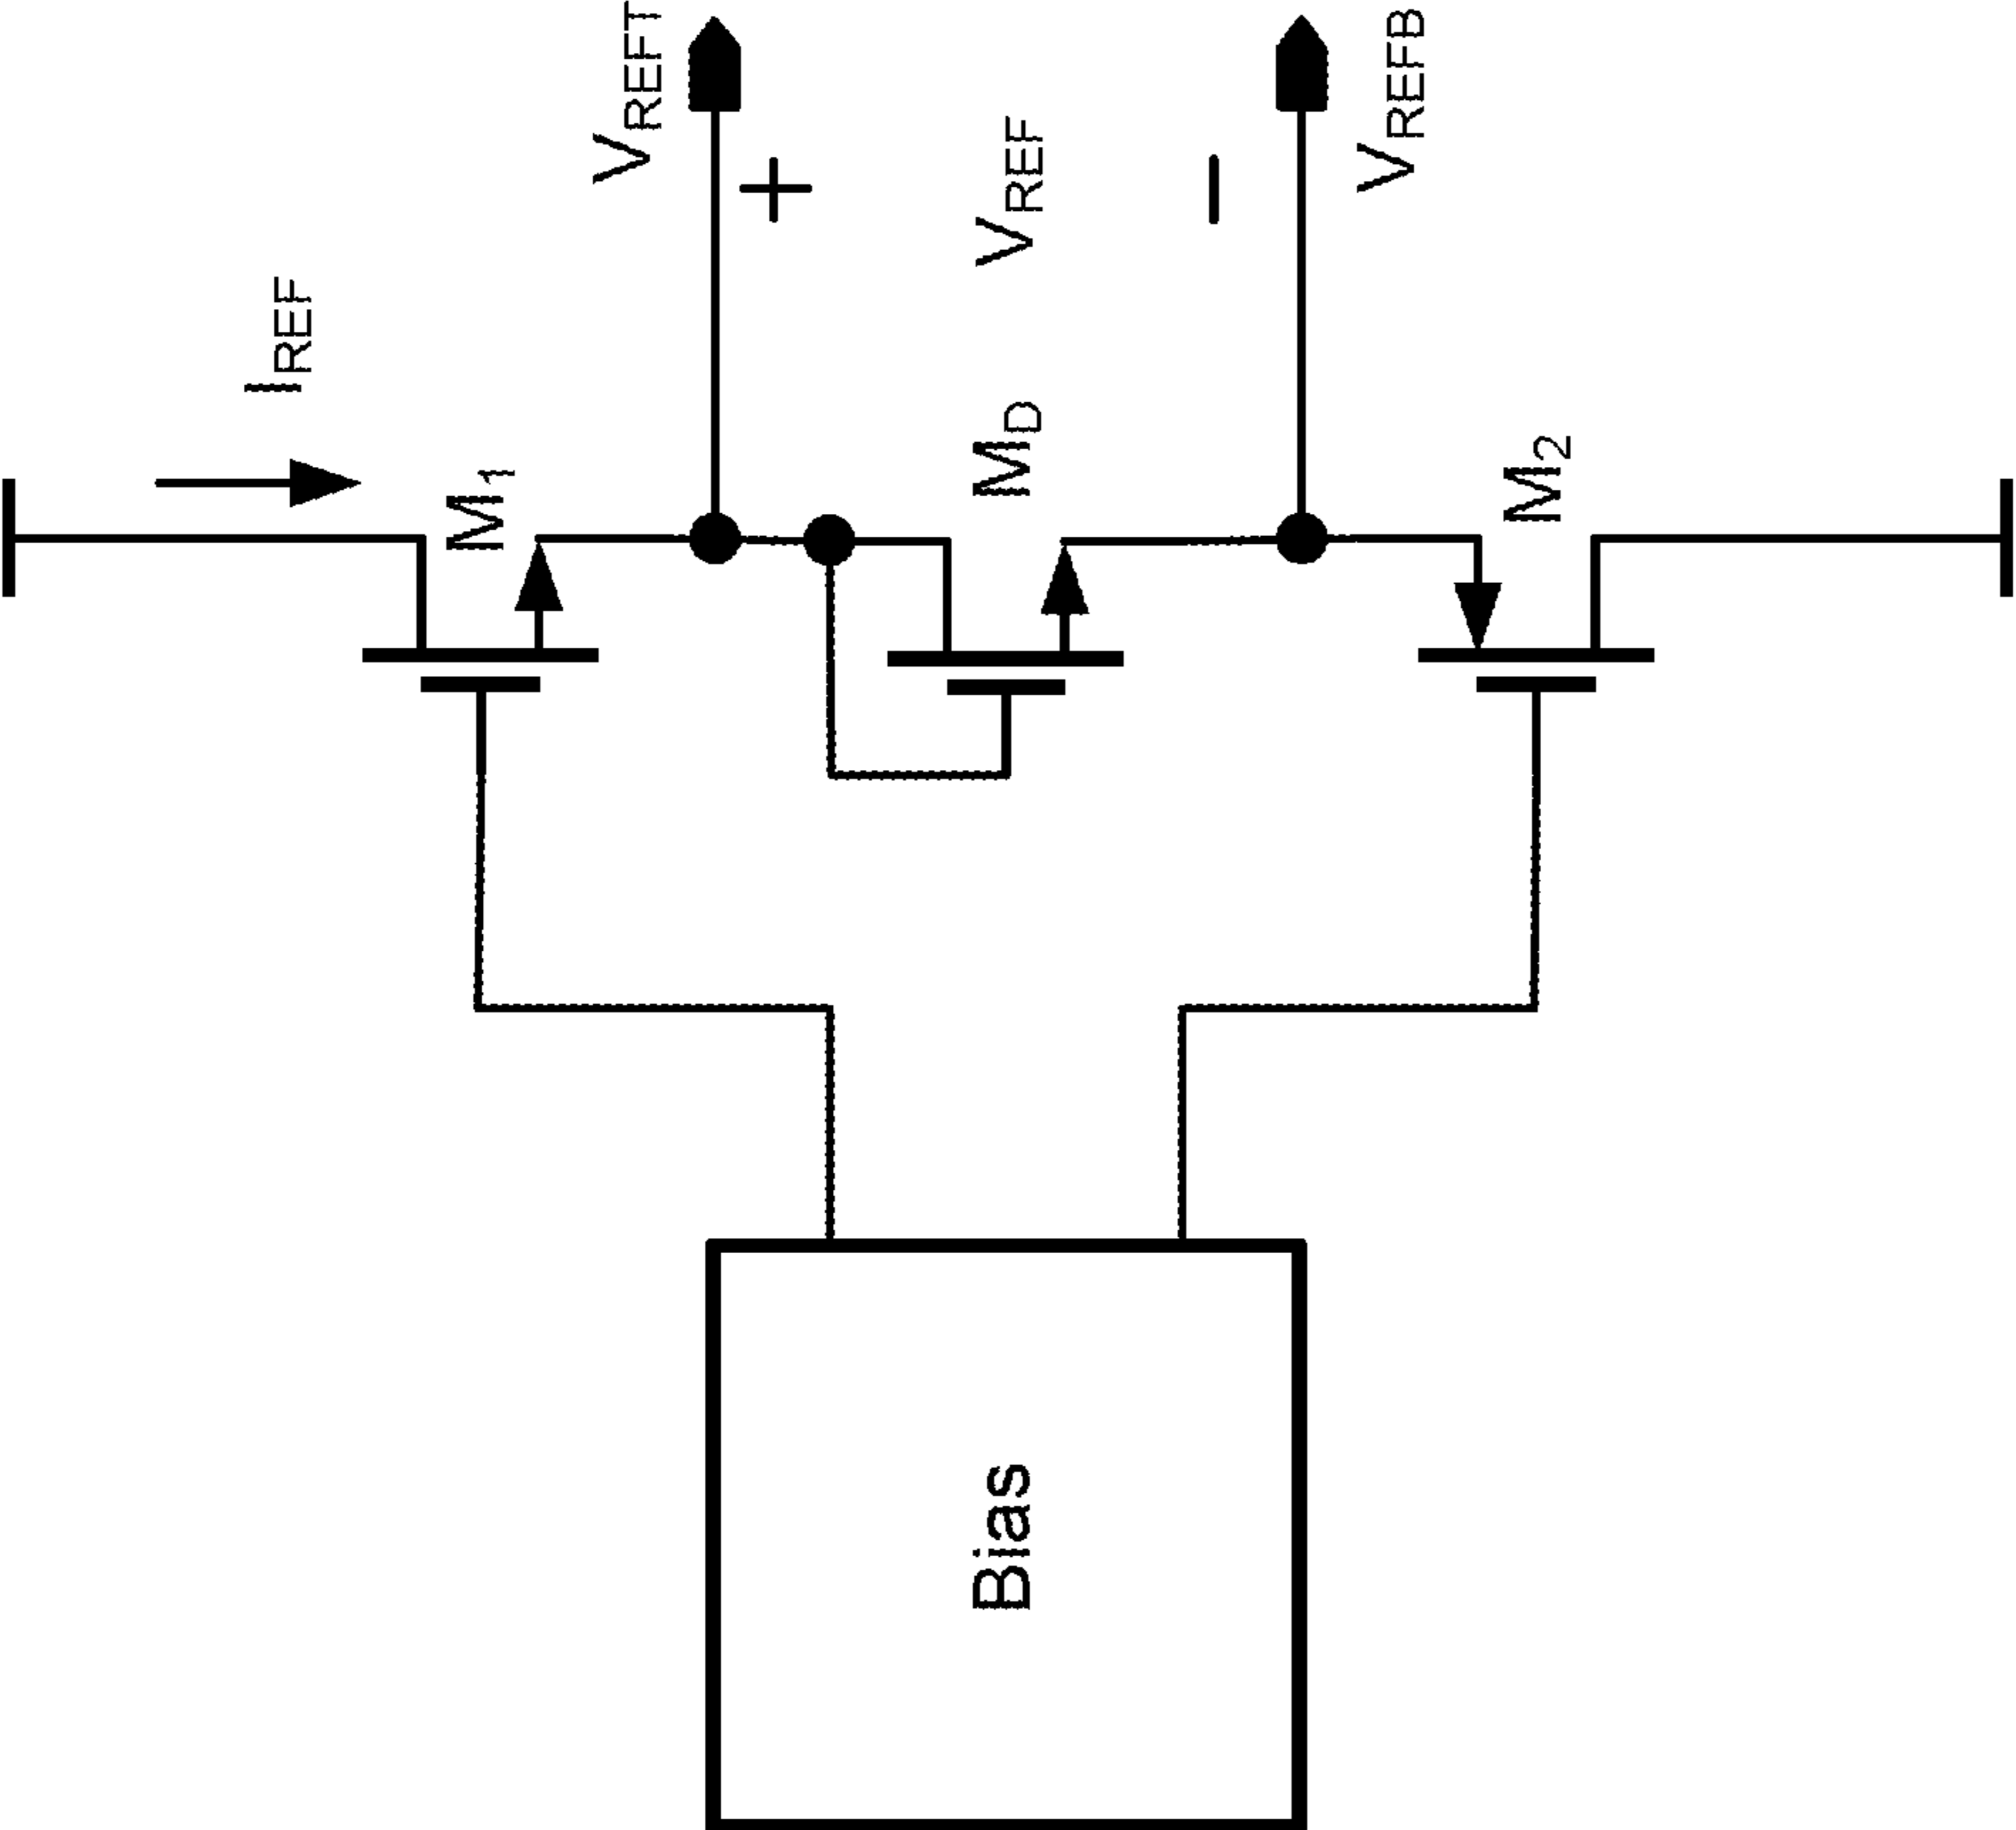 I_REF
M_1
V_REFT
+
M_D
V_REF
−
V_REFB
M_2
Bias